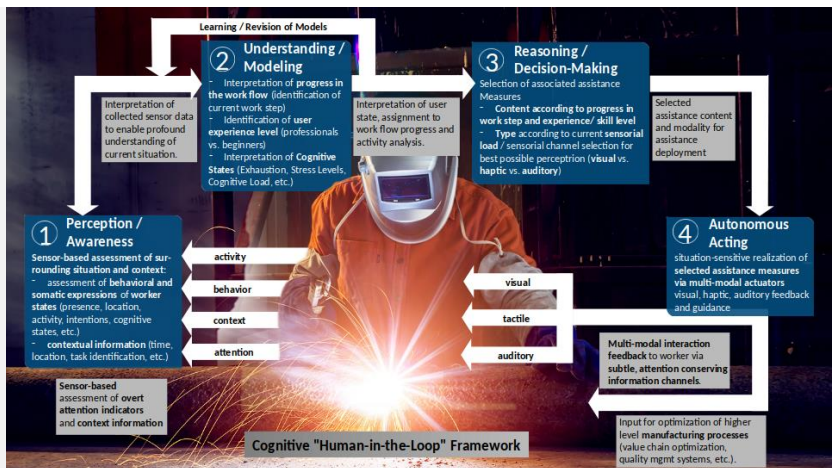 Learning / Revision of Models
②
Understanding /
Modeling
- Interpretation of progress in
the work flow (identification of
current work step)
- Identification of user
experience level (professionals
vs. beginners)
- Interpretation of Cognitive
States (Exhaustion, Stress Levels,
Cognitive Load, etc.)
③
Reasoning /
Decision-Making
Selection of associated assistance
Measures
- Content according to progress in
work step and experience/ skill level
- Type according to current sensorial
load / sensorial channel selection for
best possible perceptrion (visual vs.
haptic vs. auditory)
Interpretation of
collected sensor data
to enable profound
understanding of
current situation.
Interpretation of user
state, assignment to
work flow progress and
activity analysis.
Selected
assistance content
and modality for
assistance
deployment
①
Perception /
Awareness
Sensor-based assessment of sur-
rounding situation and context:
- assessment of behavioral and
somatic expressions of worker
states (presence, location,
activity, intentions, cognitive
states, etc.)
- contextual information (time,
location, task identification, etc.)
activity
behavior
context
attention
visual
tactile
auditory
④
Autonomous
Acting
situation-sensitive realization of
selected assistance measures
via multi-modal actuators
visual, haptic, auditory feedback
and guidance
Multi-modal interaction
feedback to worker via
subtle, attention conserving
information channels.
Sensor-based
assessment of overt
attention indicators
and context information
Input for optimization of higher
level manufacturing processes
(value chain optimization,
quality mgmt systems, etc.).
Cognitive "Human-in-the-Loop" Framework